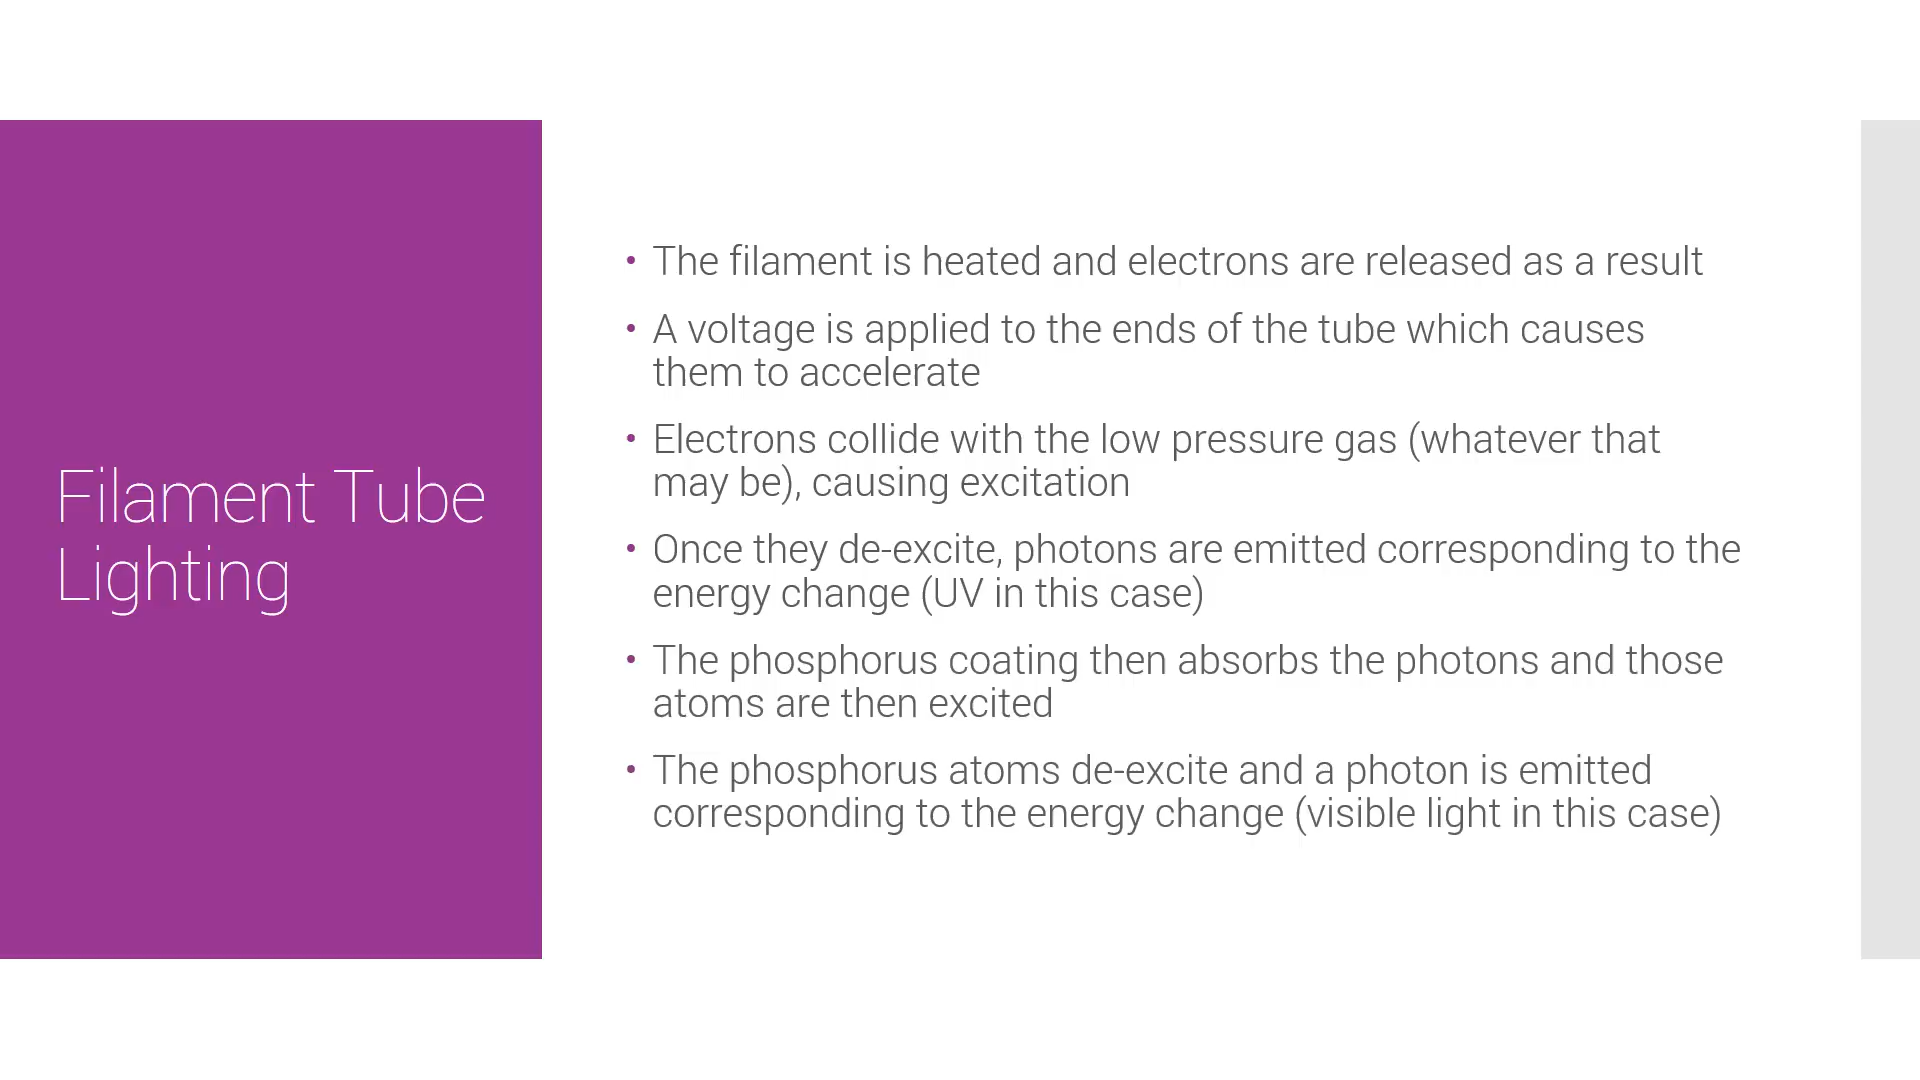 Filament Tube
Lighting
• The filament is heated and electrons are released as a result
• A voltage is applied to the ends of the tube which causes
them to accelerate
• Electrons collide with the low pressure gas (whatever that
may be), causing excitation
• Once they de-excite, photons are emitted corresponding to the
energy change (UV in this case)
• The phosphorus coating then absorbs the photons and those
atoms are then excited
• The phosphorus atoms de-excite and a photon is emitted
corresponding to the energy change (visible light in this case)